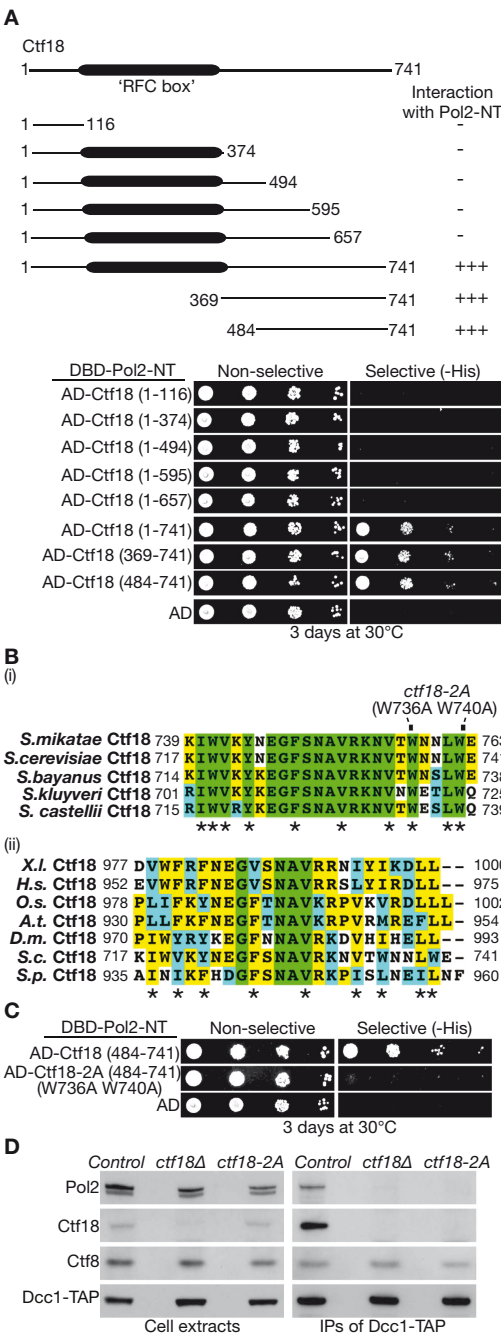 A
Ctf18
1 741
'RFC box'
Interaction
with Pol2-NT
1 116 -
1 374 -
1 494 -
1 595 -
1 657 -
1 741 +++
369 741 +++
484 741 +++
DBD-Pol2-NT Non-selective Selective (-His)
AD-Ctf18 (1-116)
AD-Ctf18 (1-374)
AD-Ctf18 (1-494)
AD-Ctf18 (1-595)
AD-Ctf18 (1-657)
AD-Ctf18 (1-741)
AD-Ctf18 (369-741)
AD-Ctf18 (484-741)
AD
3 days at 30°C
B
(i)
ctf18-2A
(W736A W740A)
S.mikatae Ctf18 739 KIWVKYNEGFSNAVRKNVTWNNLWE 763
S.cerevisiae Ctf18 717 KIWVKYNEGFSNAVRKNVTWNNLWE 741
S.bayanus Ctf18 714 KIWVKYKEGFSNAVRKNVTWNSLWE 738
S.kluyveri Ctf18 701 RIWVKYNEGFSNAVRKNVNWETLWQ 725
S. castellii Ctf18 715 RIWVRYKEGFSNAVRKNVTWESLWQ 739
*** * * * * * **
(ii)
X.l. Ctf18 977 DVWFRFNEGVSNAVRRNLYIKDLL-- 1000
H.s. Ctf18 952 EVWFRFNEGVSNAVRRSLYIRDLL-- 975
O.s. Ctf18 978 PLIFKYNEGFTNAVKRPVKVRDLLL- 1002
A.t. Ctf18 930 PLLFKFNEGFTNAVKRPVRMREFLL- 954
D.m. Ctf18 970 PIWYRYKEGFNNAVRKDVHIHELL-- 993
S.c. Ctf18 717 KIWVKYNEGFSNAVRKNVTWNNLWE- 741
S.p. Ctf18 935 AINIKFHDGFSNAVRKPISLNEILNF 960
* * * * * * * **
C
DBD-Pol2-NT Non-selective Selective (-His)
AD-Ctf18 (484-741)
AD-Ctf18-2A (484-741)
(W736A W740A)
AD
3 days at 30°C
D
Control ctf18Δ ctf18-2A Control ctf18Δ ctf18-2A
Pol2
Ctf18
Ctf8
Dcc1-TAP
Cell extracts IPs of Dcc1-TAP